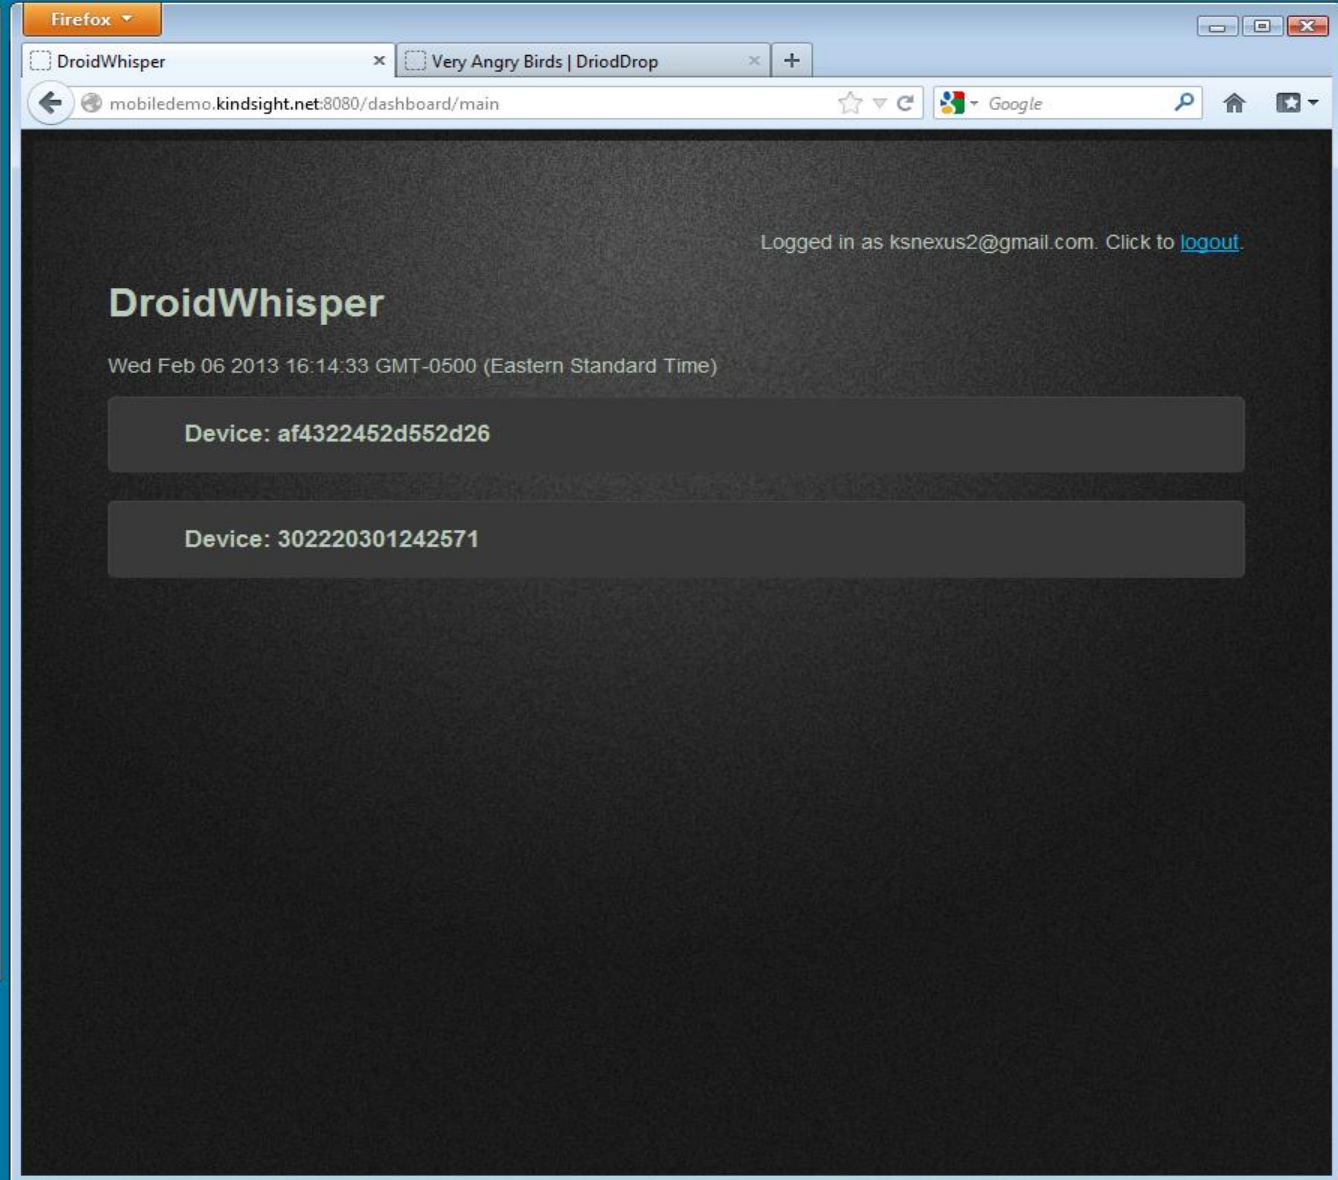 Firefox
DroidWhisper
Very Angry Birds | DriodDrop
mobiledemo.kindsight.net:8080/dashboard/main
Google
Logged in as ksnexus2@gmail.com. Click to logout.
DroidWhisper
Wed Feb 06 2013 16:14:33 GMT-0500 (Eastern Standard Time)
Device: af4322452d552d26
Device: 302220301242571